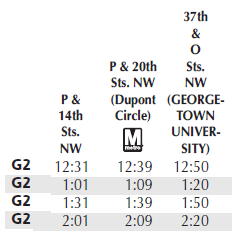 37th
&
O
Sts.
NW
(GEORGE-
TOWN
UNIVER-
SITY)
P & 20th
Sts. NW
(Dupont
Circle)
M
metro
P &
14th
Sts.
NW
G2 12:31 12:39 12:50
G2 1:01 1:09 1:20
G2 1:31 1:39 1:50
G2 2:01 2:09 2:20